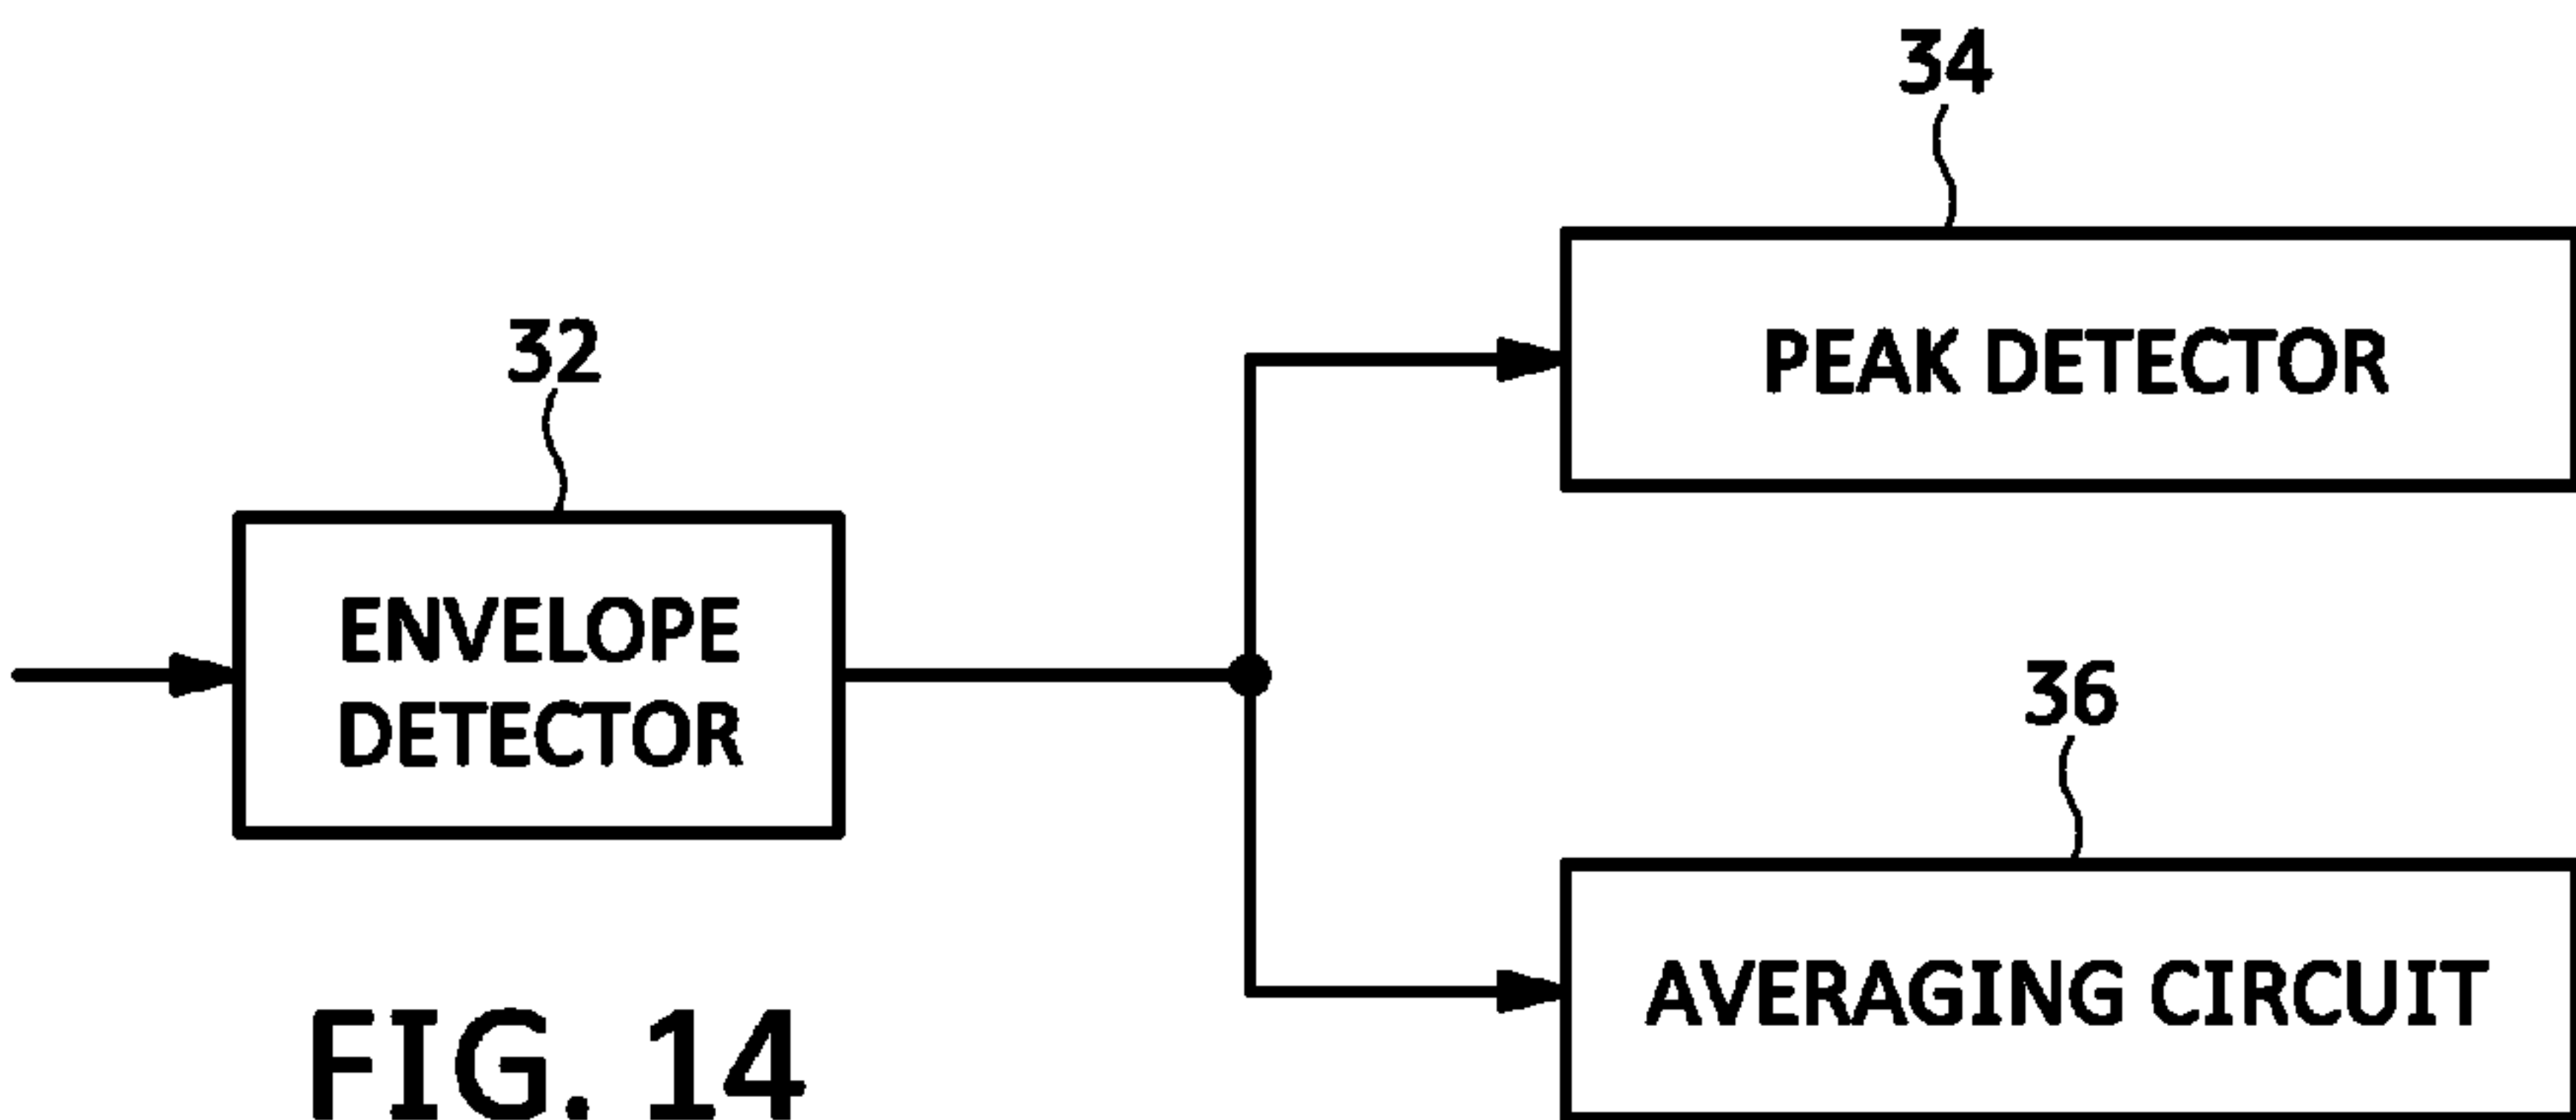 34
PEAK DETECTOR
32
ENVELOPE
DETECTOR
36
AVERAGING CIRCUIT
FIG. 14